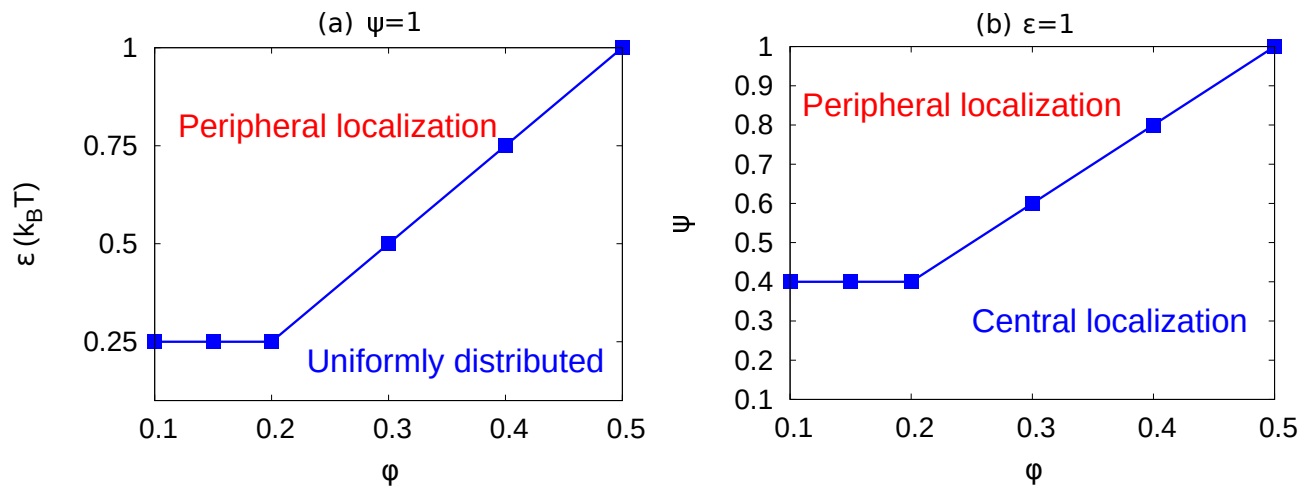 (a) ψ=1
1
0.75
0.5
0.25
ε (k_BT)
Peripheral localization
Uniformly distributed
0.1 0.2 0.3 0.4 0.5
φ
(b) ε=1
1
0.9
0.8
0.7
0.6
0.5
0.4
0.3
0.2
0.1
ψ
Peripheral localization
Central localization
0.1 0.2 0.3 0.4 0.5
φ